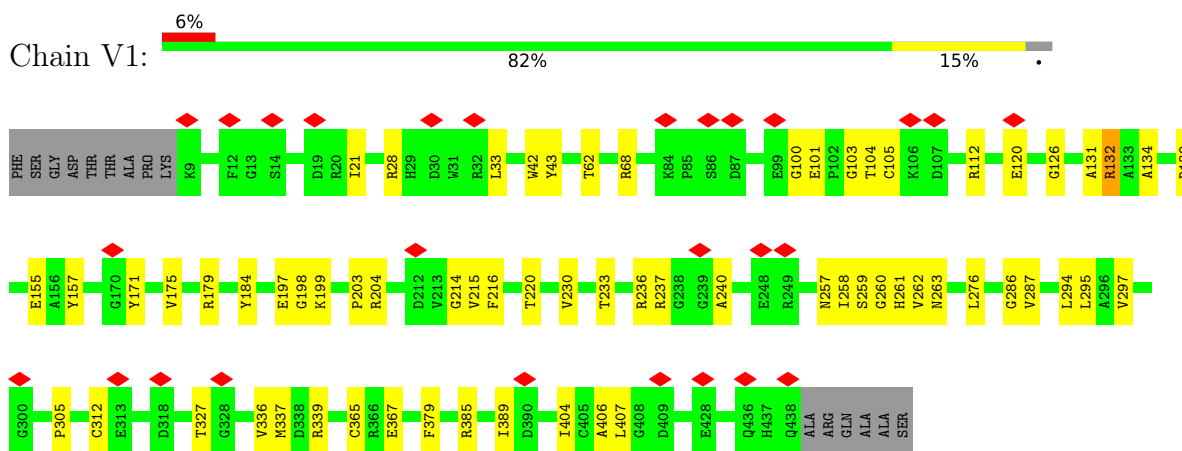 6%
Chain V1:
82% 15% •
PHE SER GLY ASP THR THR ALA PRO LYS K9 F12 G13 S14 D19 R20 I21 R28 H29 D30 W31 R32 L33 W42 Y43 T62 R68 K84 P85 S86 D87 E99 G100 E101 P102 G103 T104 C105 K106 D107 R112 E120 G126 A131 R132 A133 A134
E155 A156 Y157 G170 Y171 V175 R179 Y184 E197 G198 K199 P203 R204 D212 V213 G214 V215 F216 T220 V230 T233 R236 R237 G238 G239 A240 E248 R249 N257 I258 S259 G260 H261 V262 N263 L276 G286 V287 L294 L295 A296 V297
G300 P305 C312 E313 D318 T327 G328 V336 M337 D338 R339 C365 R366 E367 F379 R385 I389 D390 I404 C405 A406 L407 G408 D409 E428 Q436 H437 Q438 ALA ARG GLN ALA ALA SER